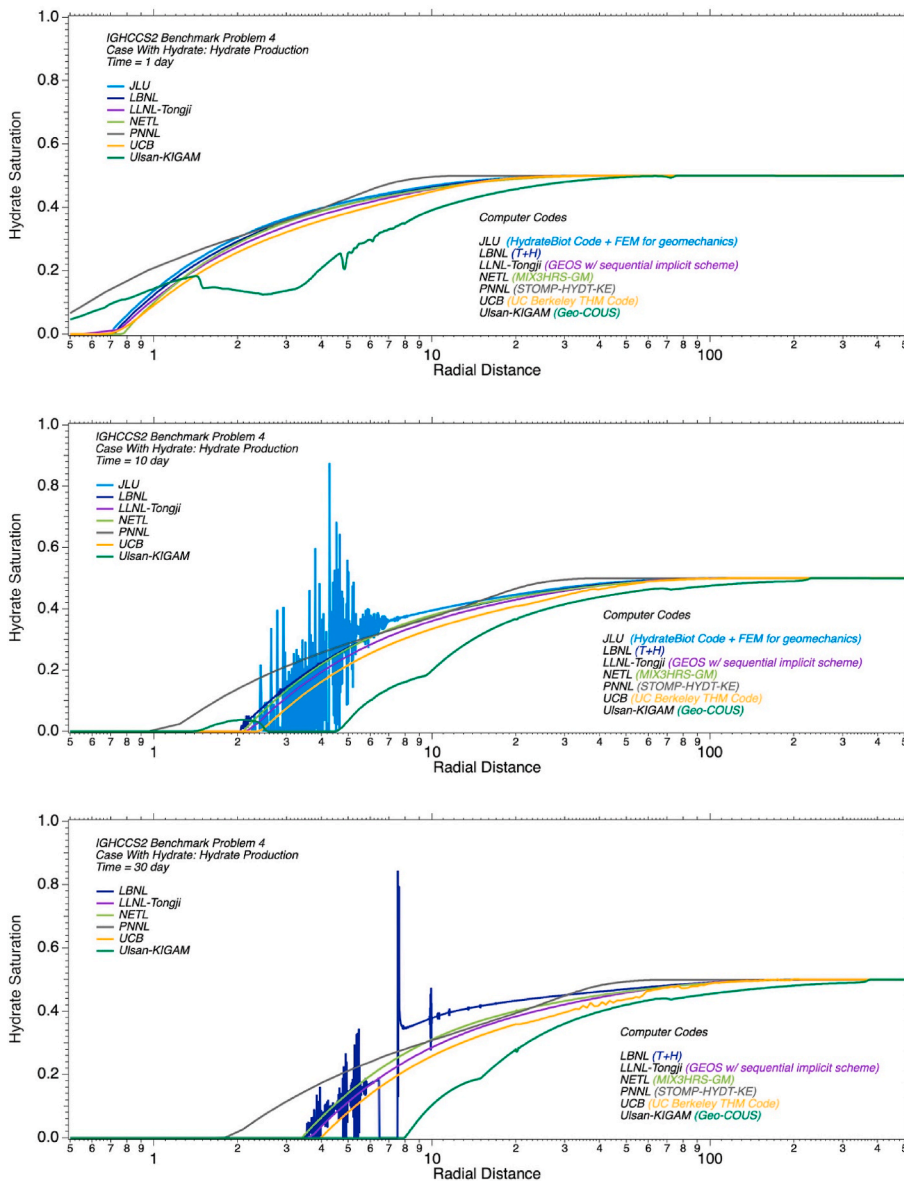 1.0
IGHCCS2 Benchmark Problem 4
Case With Hydrate: Hydrate Production
Time = 1 day
0.8
JLU
LBNL
LLNL-Tongji
NETL
0.6
PNNL
UCB
Ulsan-KIGAM
Hydrate Saturation
0.4
Computer Codes
JLU (HydrateBiot Code + FEM for geomechanics)
LBNL (T+H)
0.2
LLNL-Tongji (GEOS w/ sequential implicit scheme)
NETL (MIX3HRS-GM)
PNNL (STOMP-HYDT-KE)
UCB (UC Berkeley THM Code)
Ulsan-KIGAM (Geo-COUS)
0.0
5 6 7 8 9 1 2 3 4 5 6 7 8 9 10 2 3 4 5 6 7 8 9 100 2 3 4 5
Radial Distance
1.0
IGHCCS2 Benchmark Problem 4
Case With Hydrate: Hydrate Production
Time = 10 day
0.8
JLU
LBNL
LLNL-Tongji
NETL
0.6
PNNL
UCB
Ulsan-KIGAM
Hydrate Saturation
0.4
Computer Codes
JLU (HydrateBiot Code + FEM for geomechanics)
LBNL (T+H)
0.2
LLNL-Tongji (GEOS w/ sequential implicit scheme)
NETL (MIX3HRS-GM)
PNNL (STOMP-HYDT-KE)
UCB (UC Berkeley THM Code)
Ulsan-KIGAM (Geo-COUS)
0.0
5 6 7 8 9 1 2 3 4 5 6 7 8 9 10 2 3 4 5 6 7 8 9 100 2 3 4 5
Radial Distance
1.0
IGHCCS2 Benchmark Problem 4
Case With Hydrate: Hydrate Production
Time = 30 day
0.8
LBNL
LLNL-Tongji
NETL
PNNL
0.6
UCB
Ulsan-KIGAM
Hydrate Saturation
0.4
Computer Codes
LBNL (T+H)
0.20
LLNL-Tongji (GEOS w/ sequential implicit scheme)
NETL (MIX3HRS-GM)
PNNL (STOMP-HYDT-KE)
UCB (UC Berkeley THM Code)
Ulsan-KIGAM (Geo-COUS)
0.0
5 6 7 8 9 1 2 3 4 5 6 7 8 9 10 2 3 4 5 6 7 8 9 100 2 3 4 5
Radial Distance